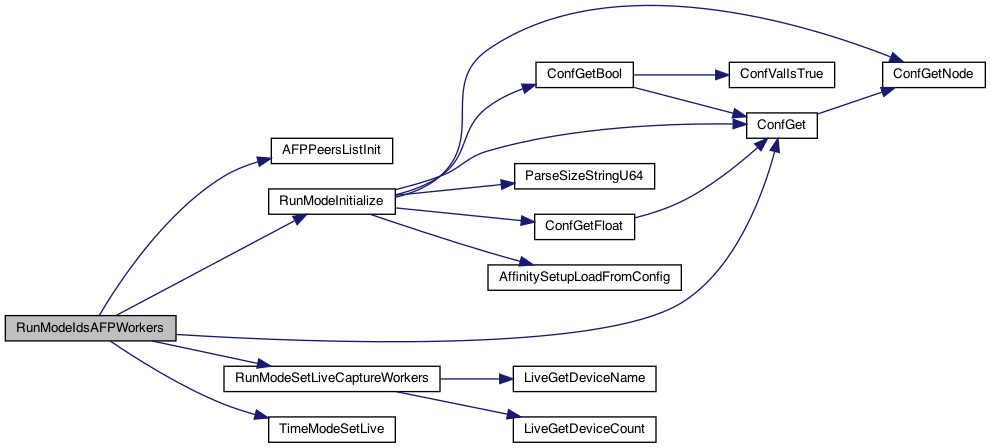 ConfGetBool
ConfValIsTrue
ConfGetNode
ConfGet
AFPPeersListInit
ParseSizeStringU64
RunModeInitialize
ConfGetFloat
AffinitySetupLoadFromConfig
RunModeIdsAFPWorkers
RunModeSetLiveCaptureWorkers
LiveGetDeviceName
TimeModeSetLive
LiveGetDeviceCount